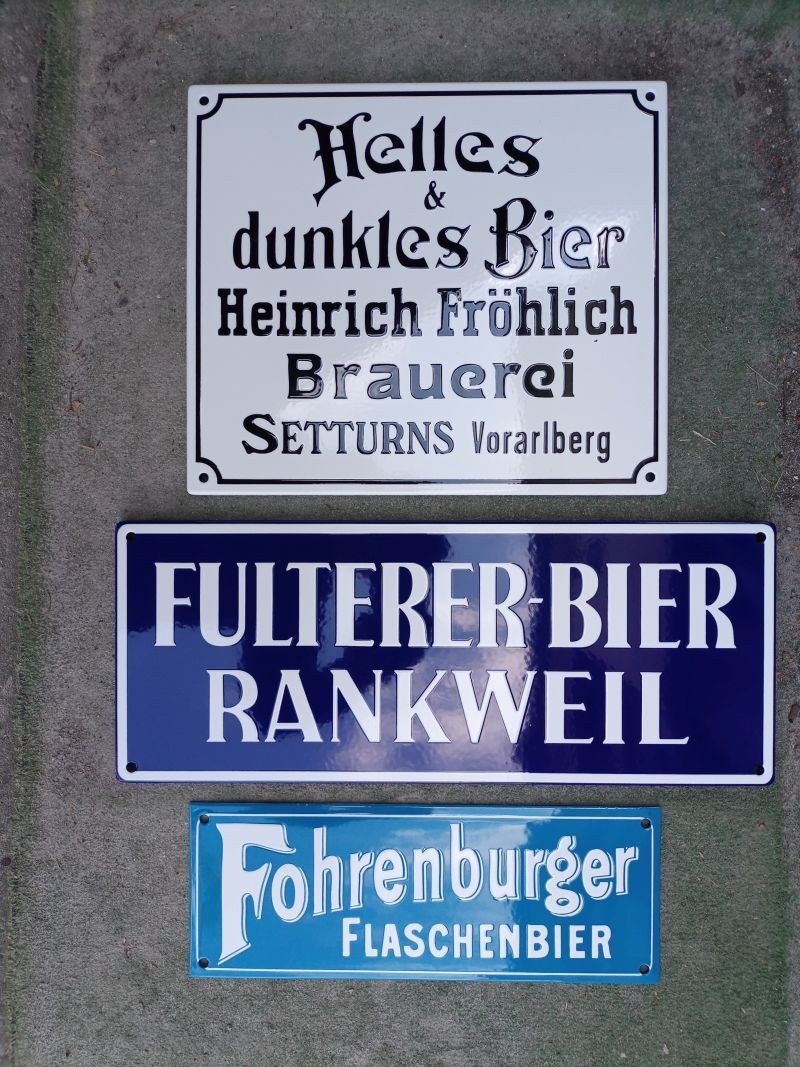 Helles
&
dunkles Bier
Heinrich Fröhlich
Brauerei
SETTURNS Vorarlberg
FULTERER-BIER
RANKWEIL
Fohrenburger
FLASCHENBIER